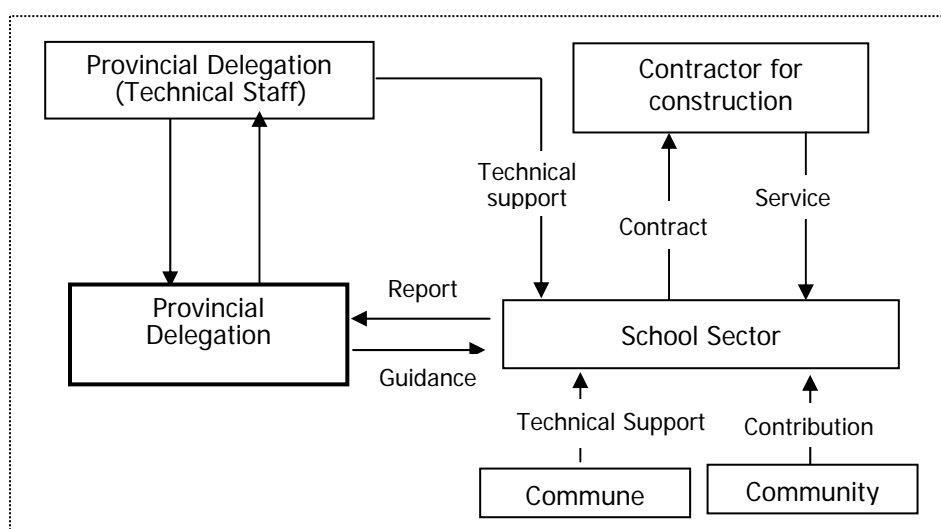 Provincial Delegation
(Technical Staff)
Contractor for
construction
Technical
support
Contract
Service
Provincial
Delegation
Report
Guidance
School Sector
Technical Support
Contribution
Commune
Community